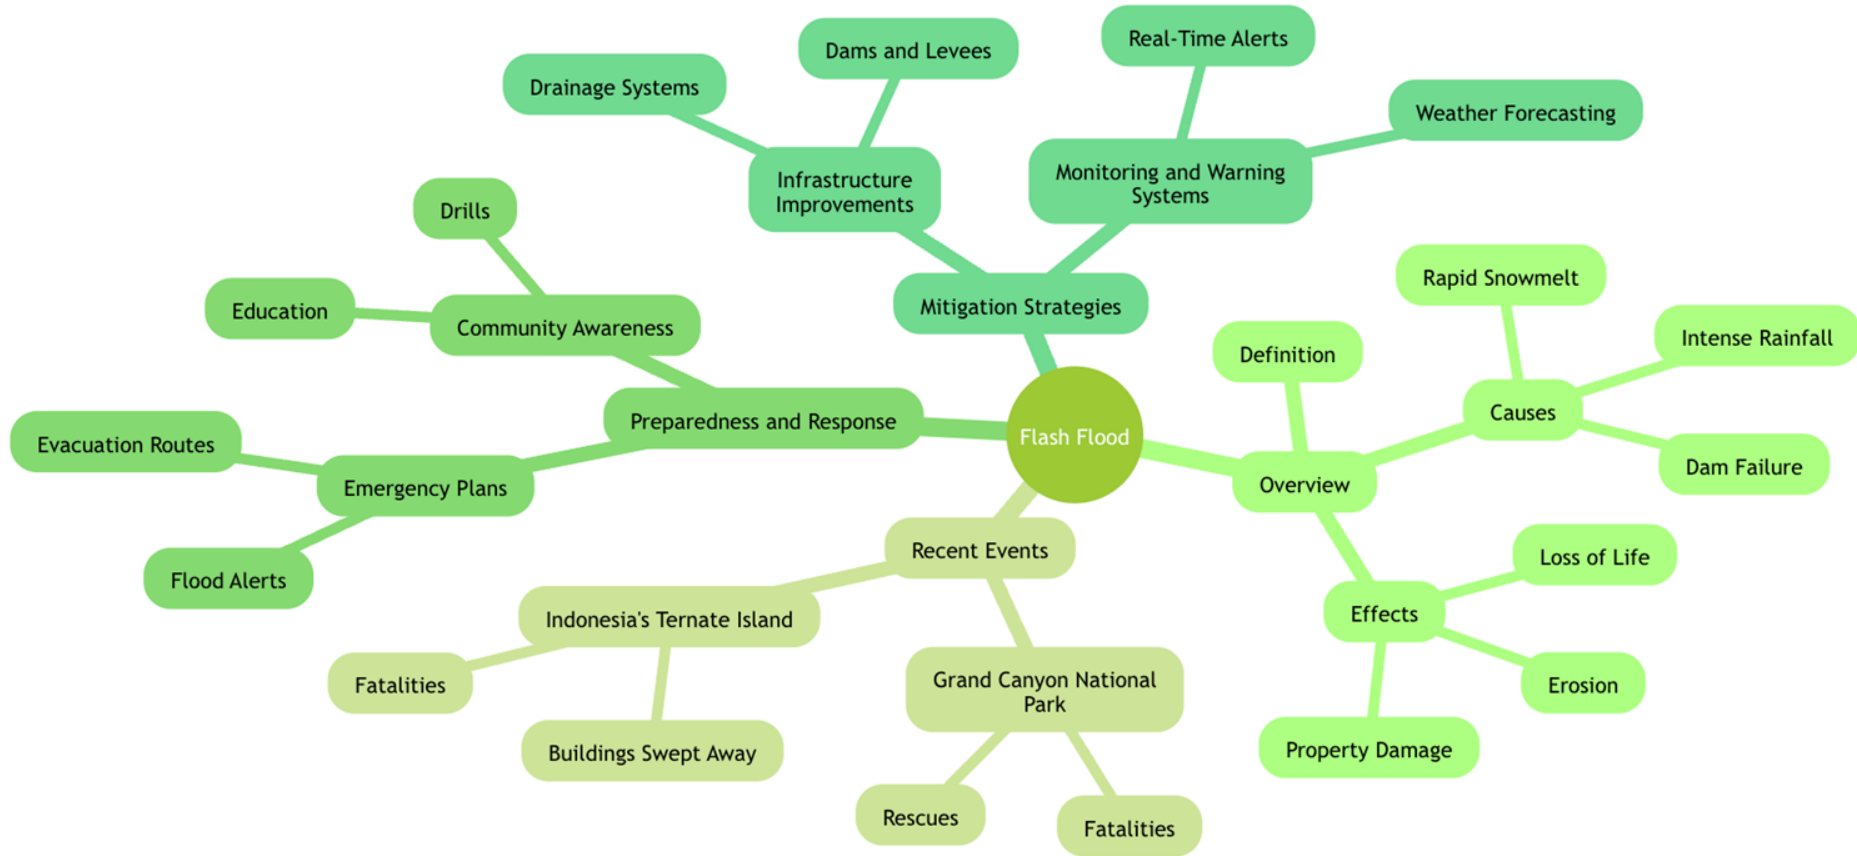 Real-Time Alerts
Dams and Levees
Drainage Systems
Weather Forecasting
Infrastructure
Improvements
Monitoring and Warning
Systems
Drills
Rapid Snowmelt
Education
Community Awareness
Mitigation Strategies
Intense Rainfall
Definition
Causes
Preparedness and Response
Flash Flood
Evacuation Routes
Dam Failure
Emergency Plans
Overview
Recent Events
Loss of Life
Flood Alerts
Indonesia's Ternate Island
Effects
Fatalities
Grand Canyon National
Park
Erosion
Buildings Swept Away
Property Damage
Rescues
Fatalities